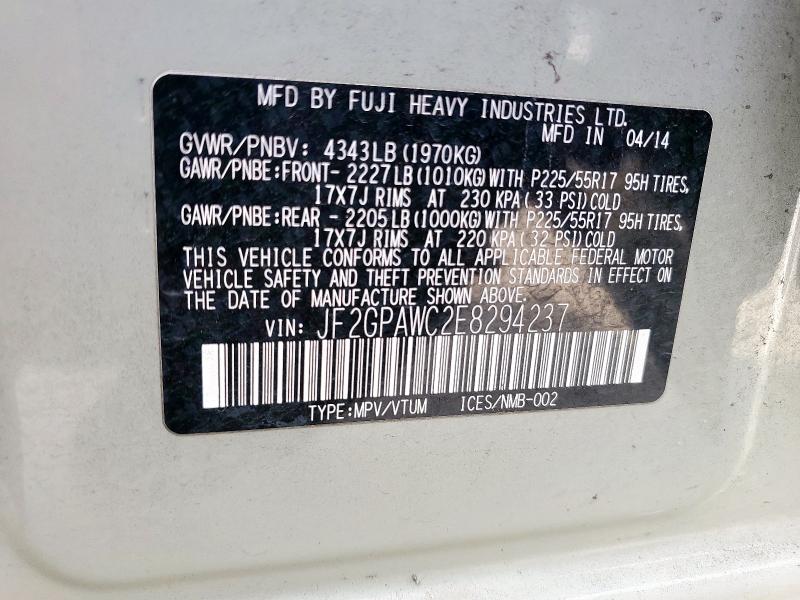 MFD BY FUJI HEAVY INDUSTRIES LTD.
MFD IN 04/14
GVWR/PNBV: 4343LB (1970KG)
GAWR/PNBE:FRONT- 2227LB (1010KG) WITH P225/55R17 95H TIRES,
17X7J RIMS AT 230 KPA (33 PSI) COLD
GAWR/PNBE:REAR - 2205LB (1000KG) WITH P225/55R17 95H TIRES,
17X7J RIMS AT 220 KPA (32 PSI) COLD
THIS VEHICLE CONFORMS TO ALL APPLICABLE FEDERAL MOTOR
VEHICLE SAFETY AND THEFT PREVENTION STANDARDS IN EFFECT ON
THE DATE OF MANUFACTURE SHOWN ABOVE.
VIN: JF2GPAWC2E8294237
TYPE:MPV/VTUM ICES/NMB-002